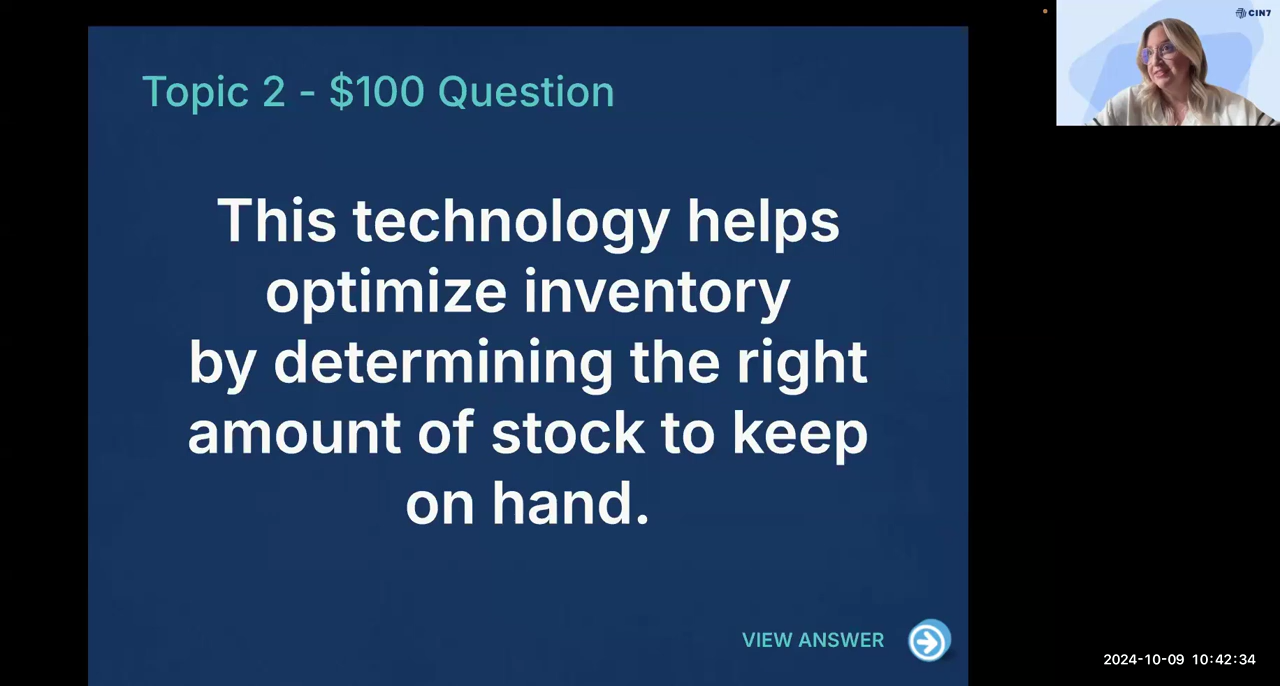 CIN7
Topic 2 - $100 Question
This technology helps
optimize inventory
by determining the right
amount of stock to keep
on hand.
VIEW ANSWER
2024-10-09 10:42:34